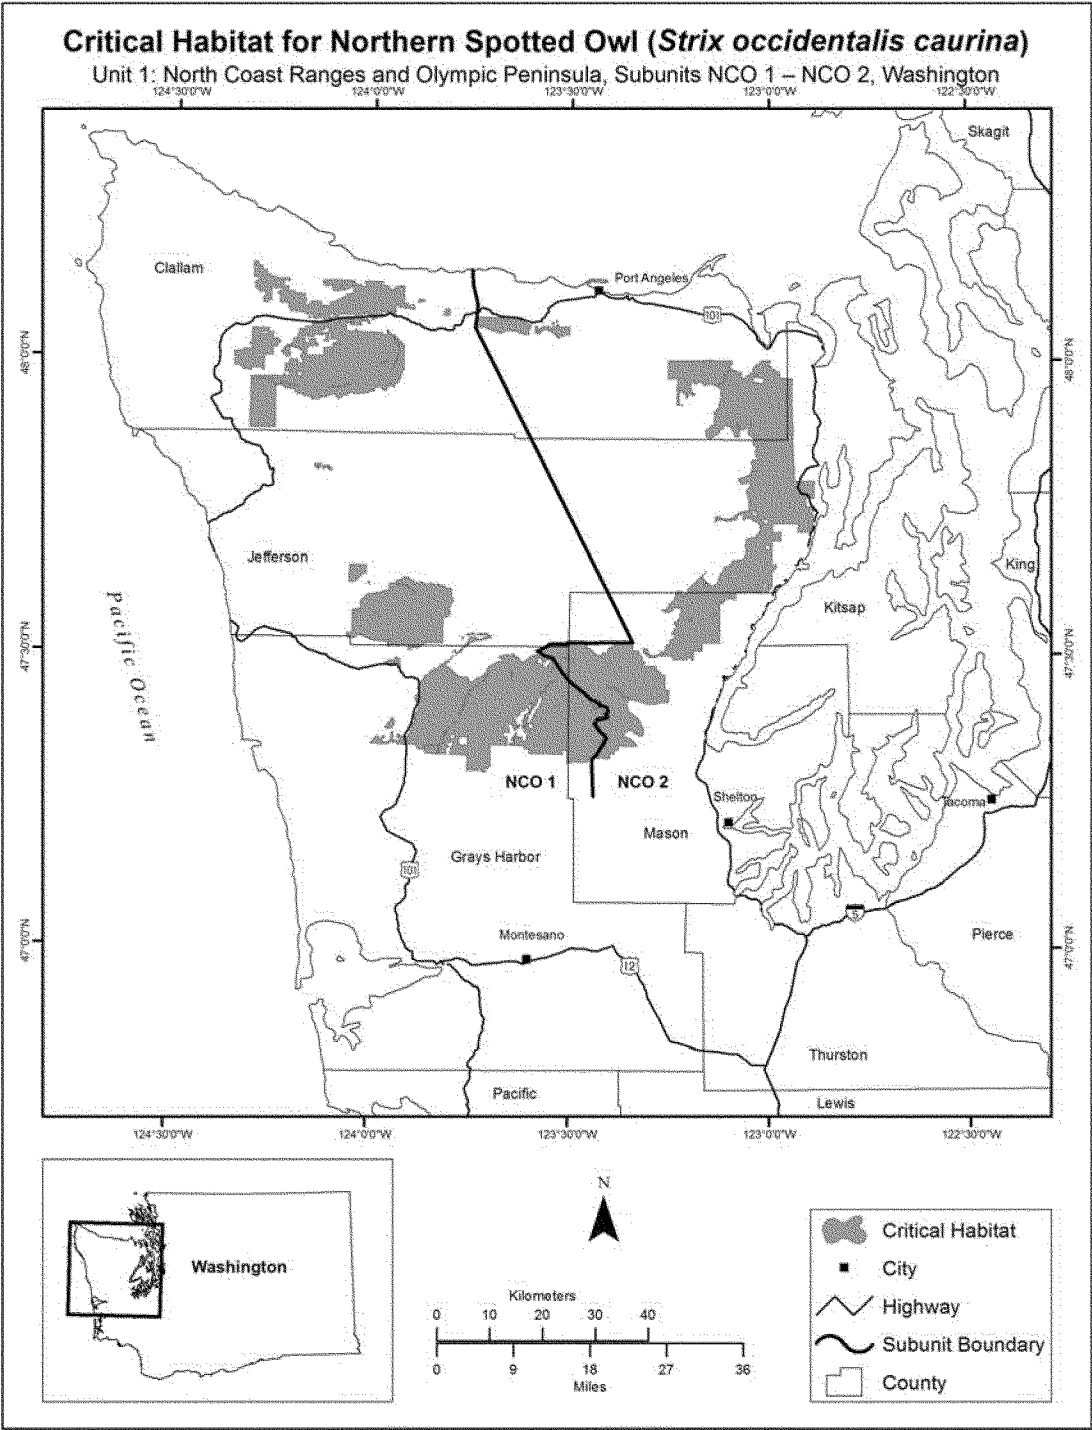 Critical Habitat for Northern Spotted Owl (Strix occidentalis caurina)
Unit 1: North Coast Ranges and Olympic Peninsula, Subunits NCO 1 – NCO 2, Washington
124°30'0"W 124°0'0"W 123°30'0"W 123°0'0"W 122°30'0"W
Skagit
Clallam
Port Angeles
101
48°0'0"N 48°0'0"N
Jefferson
King
Kitsap
Pacific Ocean
47°30'0"N 47°30'0"N
NCO 1 NCO 2
Shelton
Tacoma
Mason
Grays Harbor
101
5
Montesano
Pierce
47°0'0"N 47°0'0"N
12
Thurston
Pacific
Lewis
124°30'0"W 124°0'0"W 123°30'0"W 123°0'0"W 122°30'0"W
Washington
N
Kilometers
0 10 20 30 40
0 9 18 27 36
Miles
Critical Habitat
City
Highway
Subunit Boundary
County